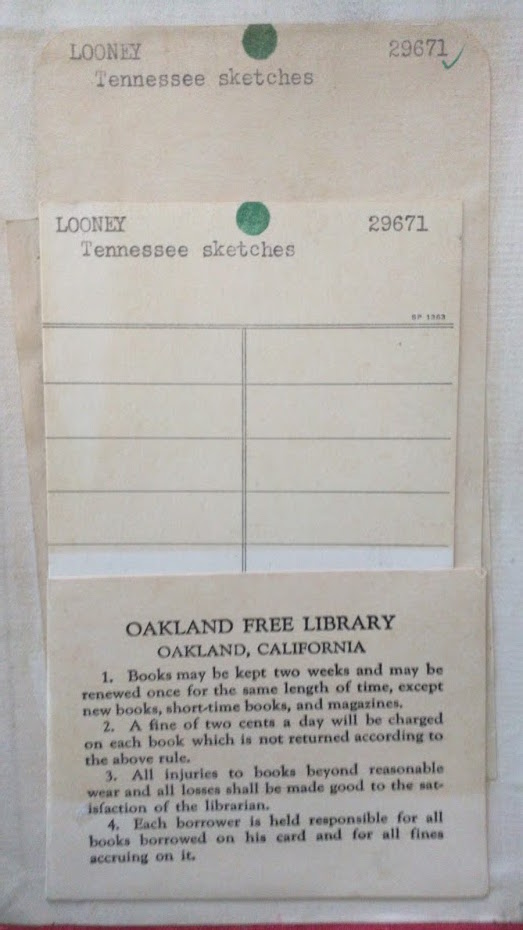 LOONEY 29671
Tennessee sketches
LOONEY 29671
Tennessee sketches
SP 1363
OAKLAND FREE LIBRARY
OAKLAND, CALIFORNIA
1. Books may be kept two weeks and may be
renewed once for the same length of time, except
new books, short-time books, and magazines.
2. A fine of two cents a day will be charged
on each book which is not returned according to
the above rule.
3. All injuries to books beyond reasonable
wear and all losses shall be made good to the sat-
isfaction of the librarian.
4. Each borrower is held responsible for all
books borrowed on his card and for all fines
accruing on it.